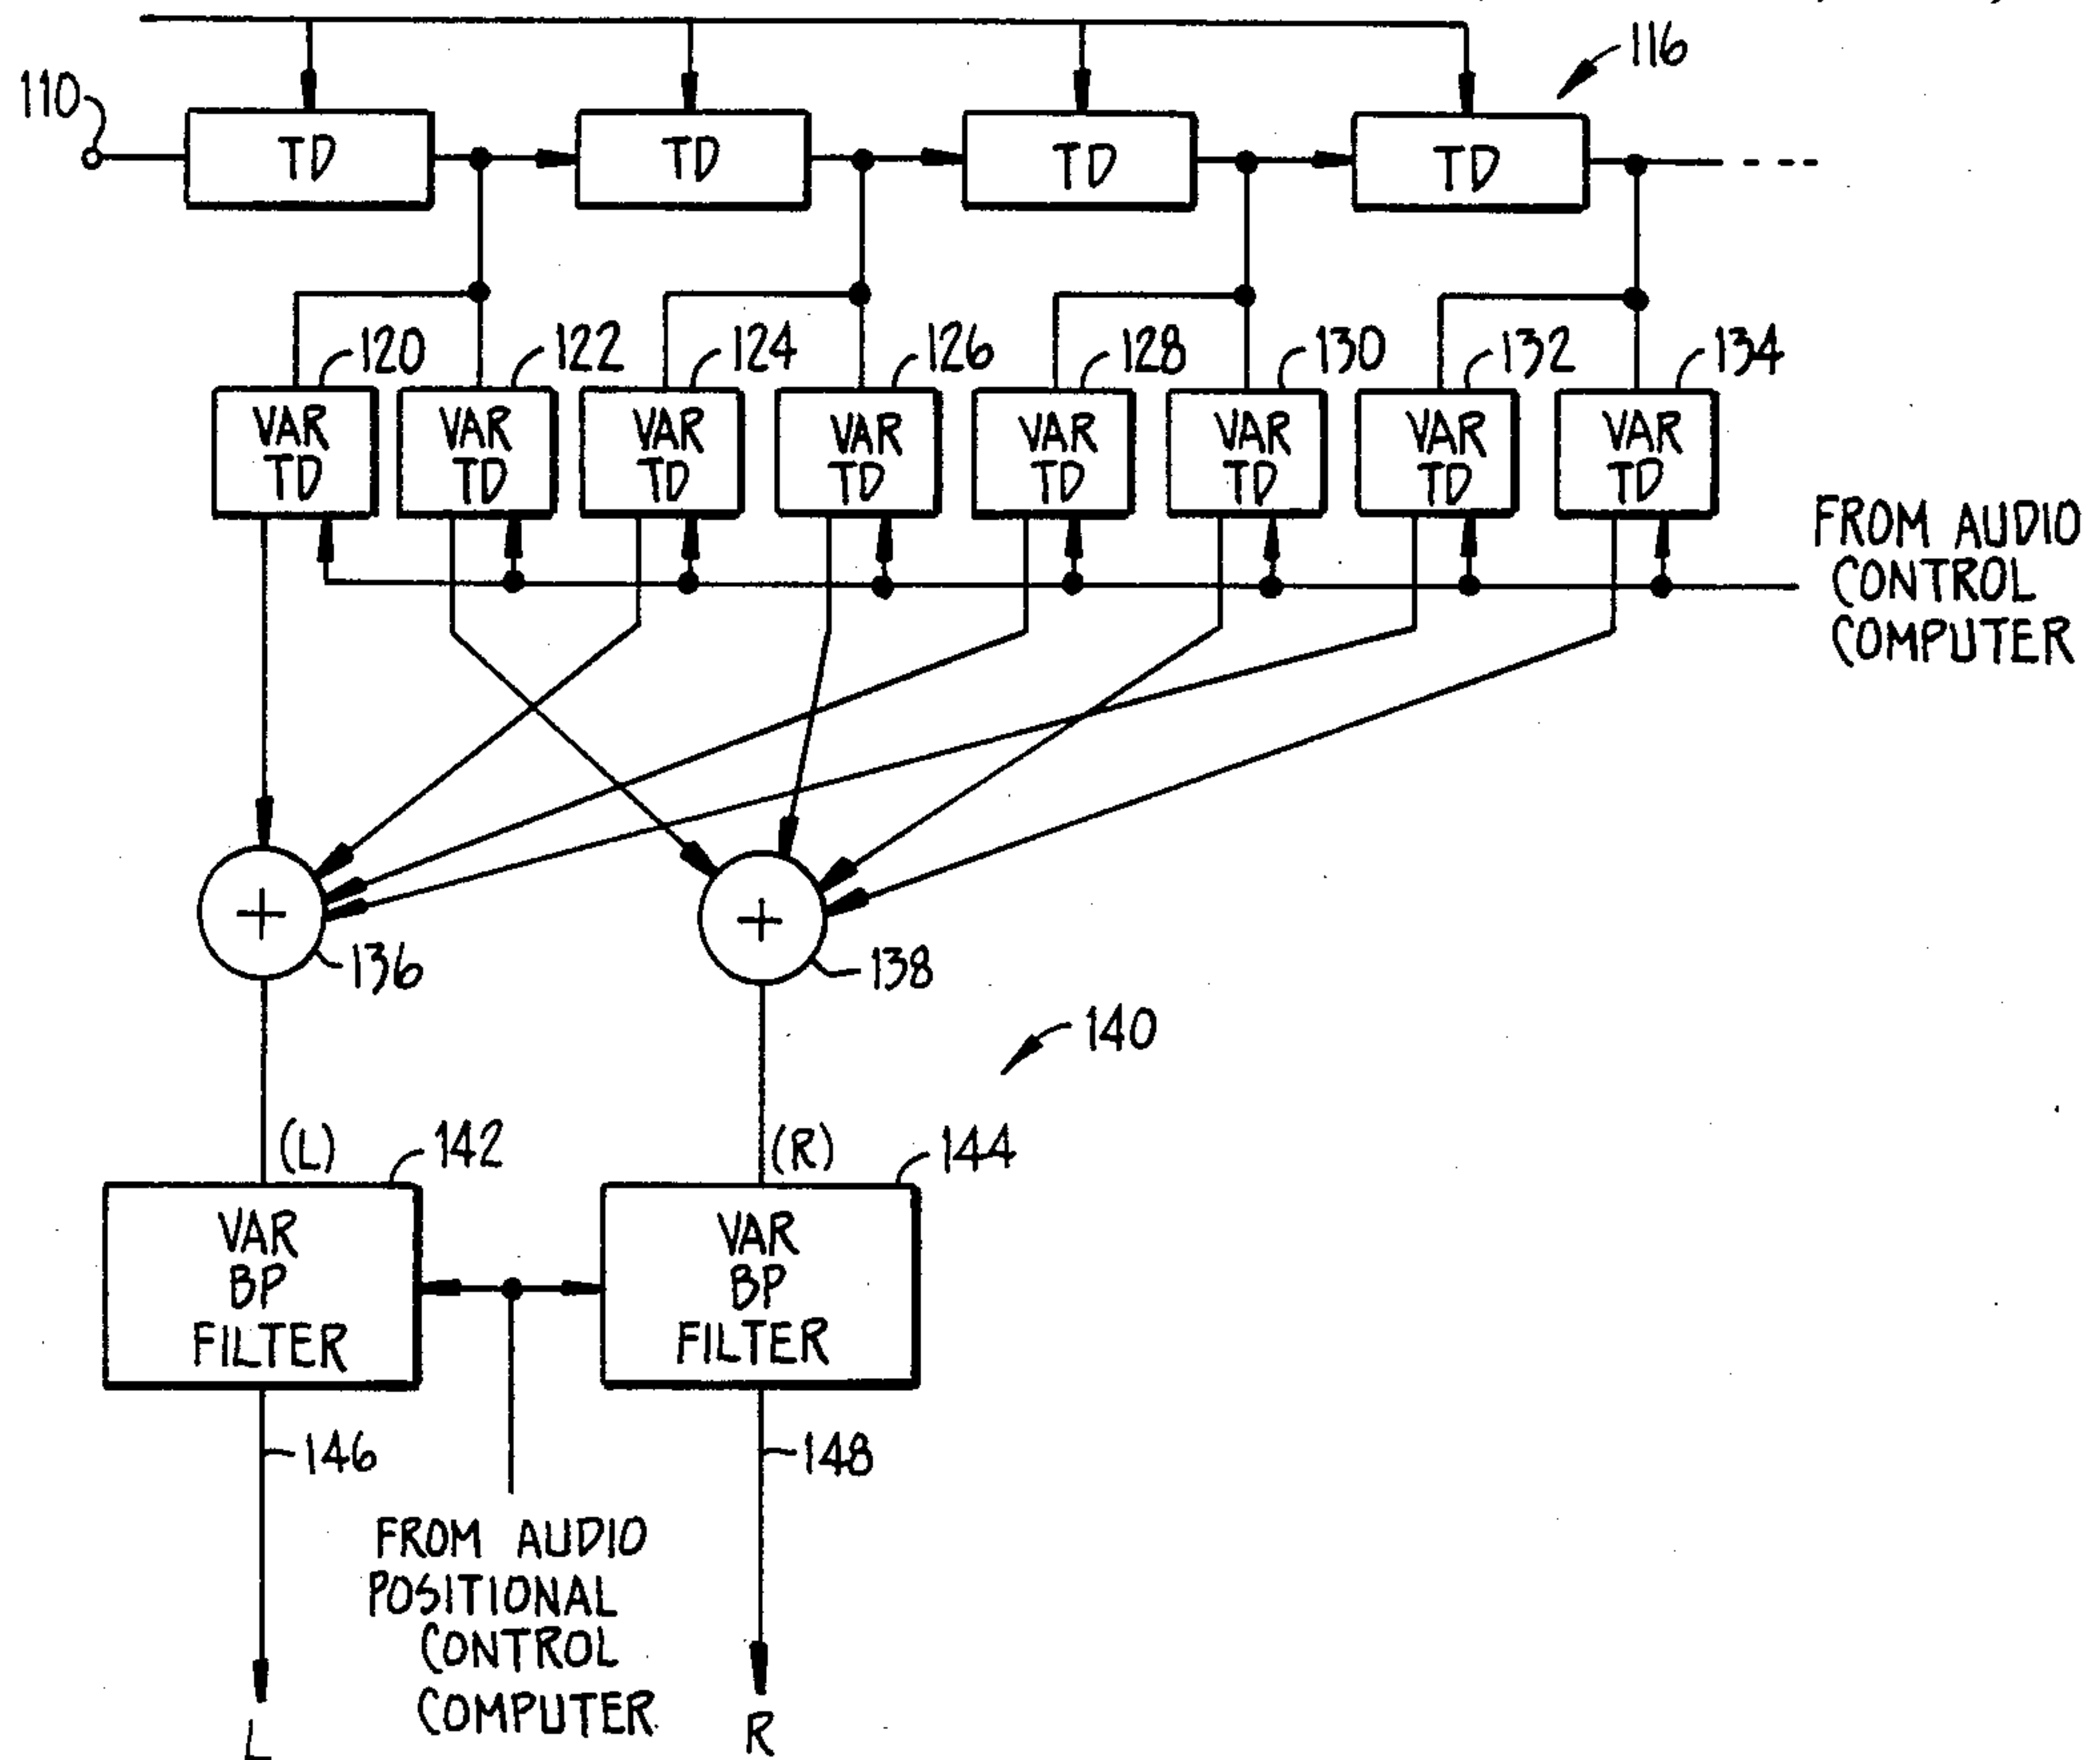 116
110
TD TD TD TD
120 122 124 126 128 130 132 134
VAR TD
VAR TD
VAR TD
VAR TD
VAR TD
VAR TD
VAR TD
VAR TD
FROM AUDIO
CONTROL
COMPUTER
+ +
136 138
140
(L) 142 (R) 144
VAR
BP
FILTER
VAR
BP
FILTER
146 148
FROM AUDIO
POSITIONAL
CONTROL
COMPUTER
L R